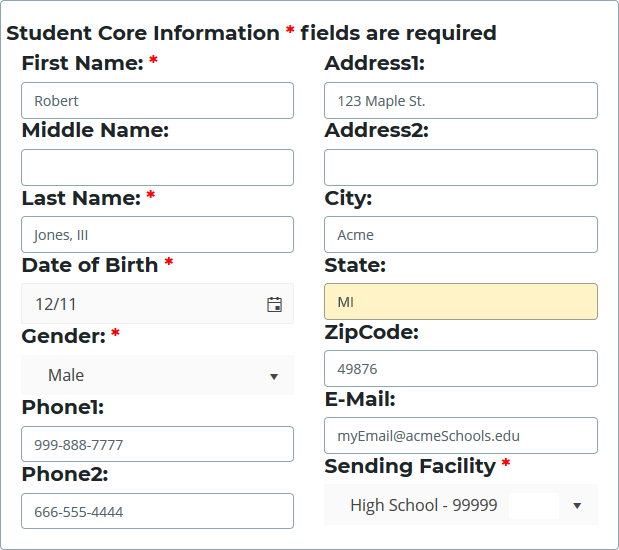 Student Core Information * fields are required
First Name: *
Robert
Middle Name:
Last Name: *
Jones, III
Date of Birth *
12/11
Gender: *
Male
Phone1:
999-888-7777
Phone2:
666-555-4444
Address1:
123 Maple St.
Address2:
City:
Acme
State:
MI
ZipCode:
49876
E-Mail:
myEmail@acmeSchools.edu
Sending Facility *
High School - 99999